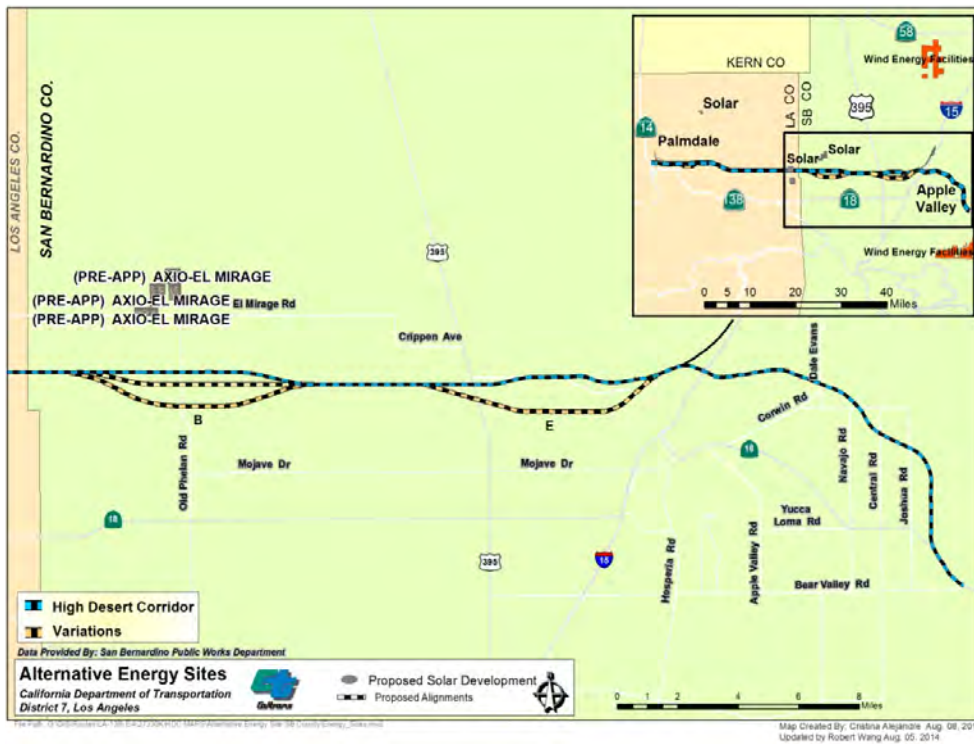 LOS ANGELES CO.
SAN BERNARDINO CO.
KERN CO
LA CO
SB CO
58
Wind Energy Facilities
395
15
14
Solar
Palmdale
Solar
Solar
138
18
Apple
Valley
Wind Energy Facilities
0 5 10 20 30 40
Miles
395
(PRE-APP) AXIO-EL MIRAGE
(PRE-APP) AXIO-EL MIRAGE
El Mirage Rd
(PRE-APP) AXIO-EL MIRAGE
Crippen Ave
Dale Evans
Corwin Rd
B
E
Old Phelan Rd
Mojave Dr
Mojave Dr
18
Navajo Rd
Central Rd
Joshua Rd
18
Yucca
Loma Rd
395
15
Hesperia Rd
Apple Valley Rd
Bear Valley Rd
High Desert Corridor
Variations
Data Provided By: San Bernardino Public Works Department
Alternative Energy Sites
California Department of Transportation
District 7, Los Angeles
Caltrans
Proposed Solar Development
Proposed Alignments
0 1 2 4 6 8
Miles
Map Created By: Cristina Alejandre Aug. 08, 201
Updated by Robert Wang Aug. 05. 2014